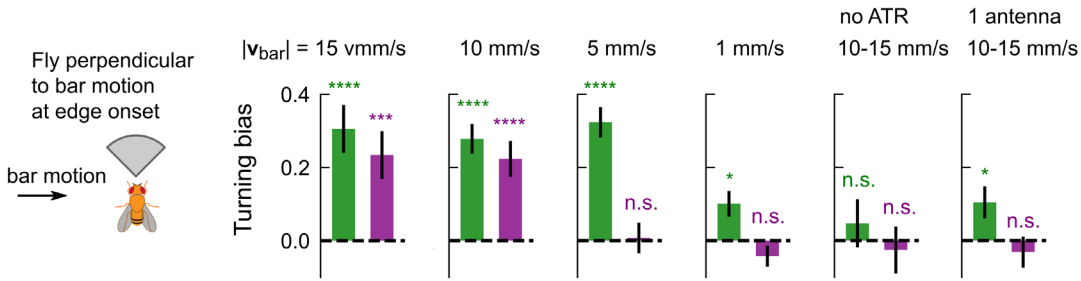 no ATR
1 antenna
|v_bar| = 15 vmm/s
10 mm/s
5 mm/s
1 mm/s
10-15 mm/s
10-15 mm/s
Fly perpendicular
to bar motion
at edge onset
bar motion
Turning bias
0.4
0.2
0.0
****
***
****
****
****
n.s.
*
n.s.
n.s.
n.s.
*
n.s.